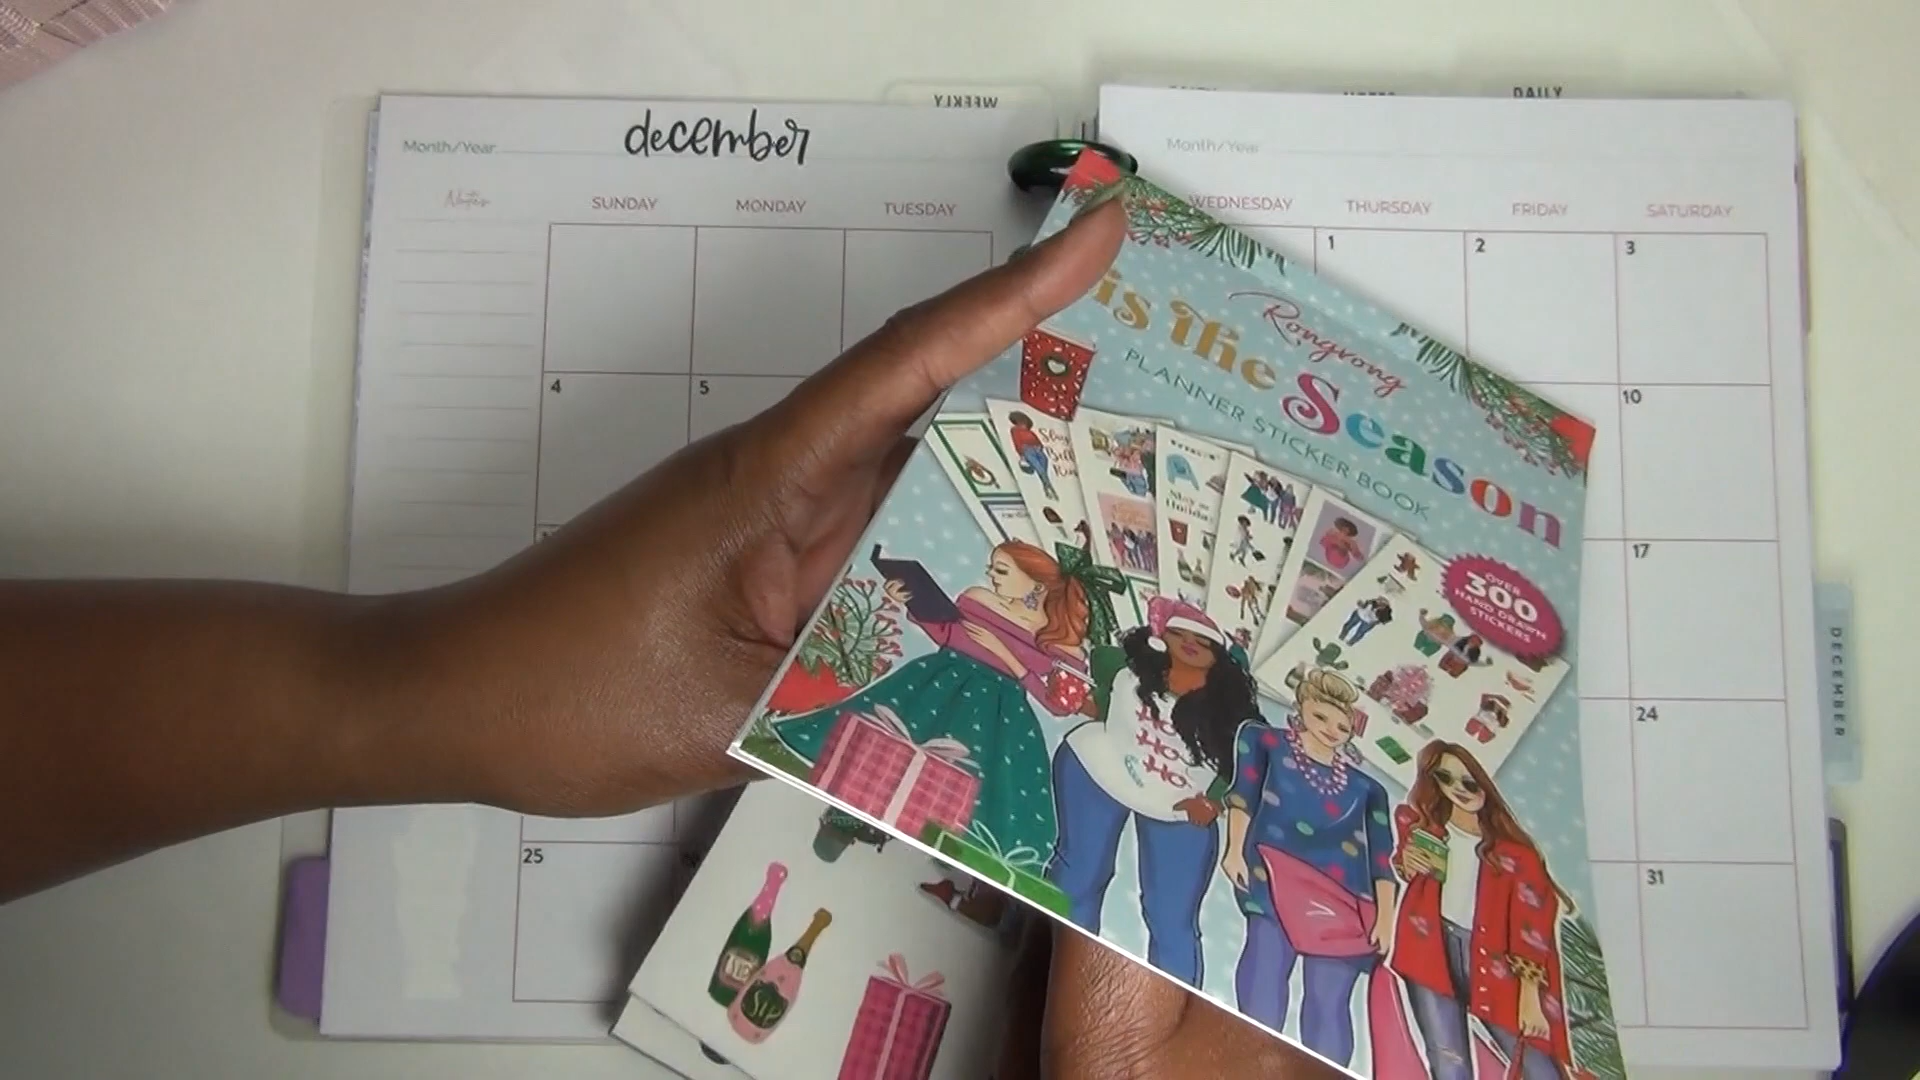 WEEKLY
DAILY
december
Month/Year
Month/Year
Notes
SUNDAY
MONDAY
TUESDAY
WEDNESDAY
THURSDAY
FRIDAY
SATURDAY
1
2
3
4
5
10
17
24
25
31
DECEMBER
Rongrong
is the Season
PLANNER STICKER BOOK
OVER
300
HAND DRAWN
STICKERS
HO
HO
HO
Sip